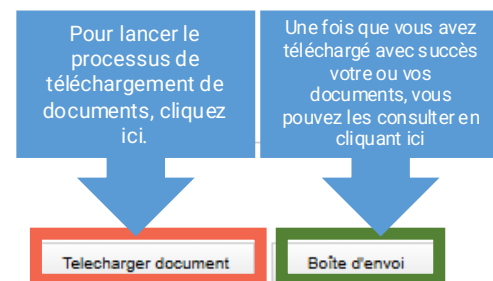 Pour lancer le
processus de
téléchargement de
documents, cliquez
ici.
Une fois que vous avez
téléchargé avec succès
votre ou vos
documents, vous
pouvez les consulter en
cliquant ici
Telecharger document
Boîte d'envoi